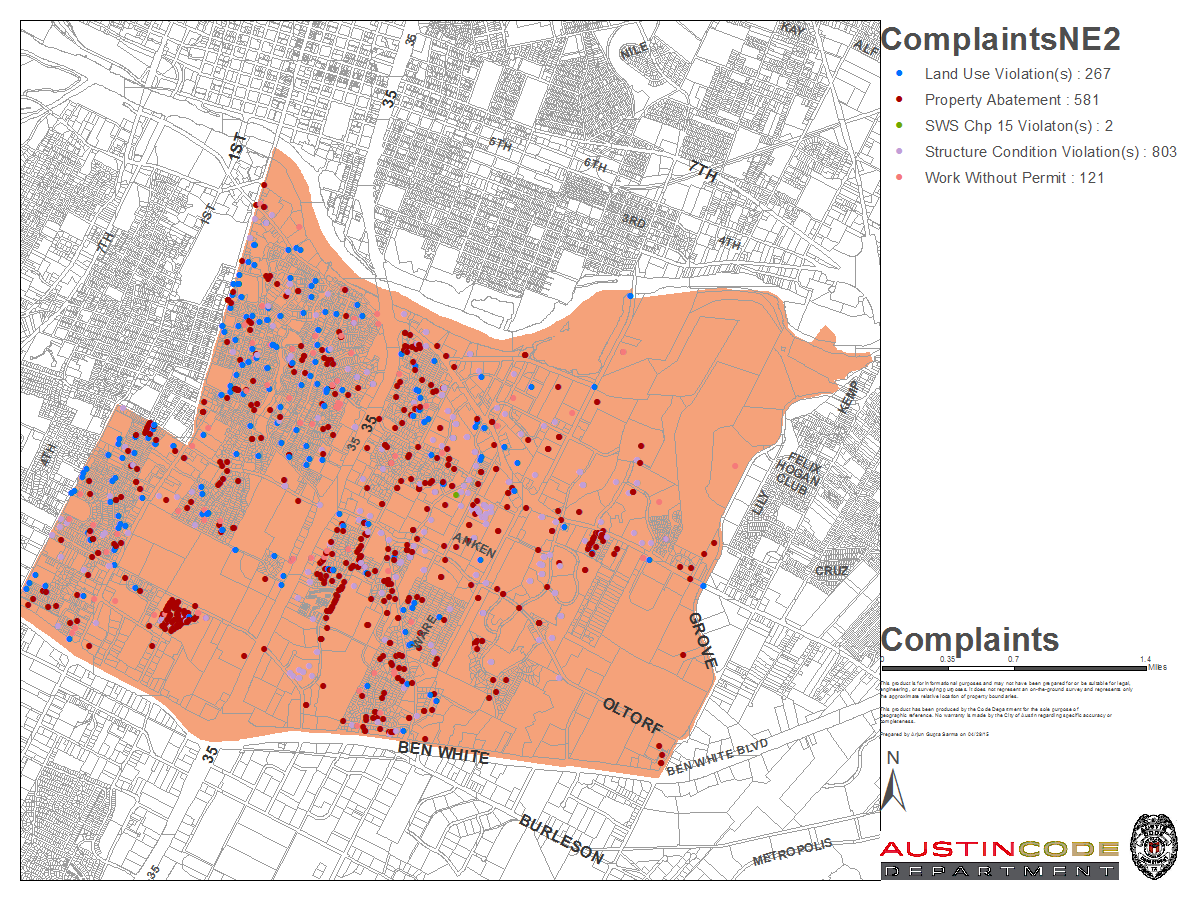 ComplaintsNE2
Land Use Violation(s) : 267
Property Abatement : 581
SWS Chp 15 Violaton(s) : 2
Structure Condition Violation(s) : 803
Work Without Permit : 121
35
KAY
ALF
NILE
35
1ST
5TH
6TH
7TH
1ST
3RD
7TH
4TH
KEMP
35
35
4TH
FELIX
HOGAN
CLUB
LILY
ANKEN
CRUZ
WARE
GROVE
OLTORF
35
BEN WHITE
BEN WHITE BLVD
BURLESON
METROPOLIS
35
Complaints
0 0.35 0.7 1.4
Miles
This product is for informational purposes and may not have been prepared for or be suitable for legal,
engineering, or surveying purposes. It does not represent an on-the-ground survey and represents only
the approximate relative location of property boundaries.
This product has been produced by the Code Department for the sole purpose of
geographic reference. No warranty is made by the City of Austin regarding specific accuracy or
completeness.
Prepared by Arjun Gupta Sarma on
N
AUSTINCODE
DEPARTMENT